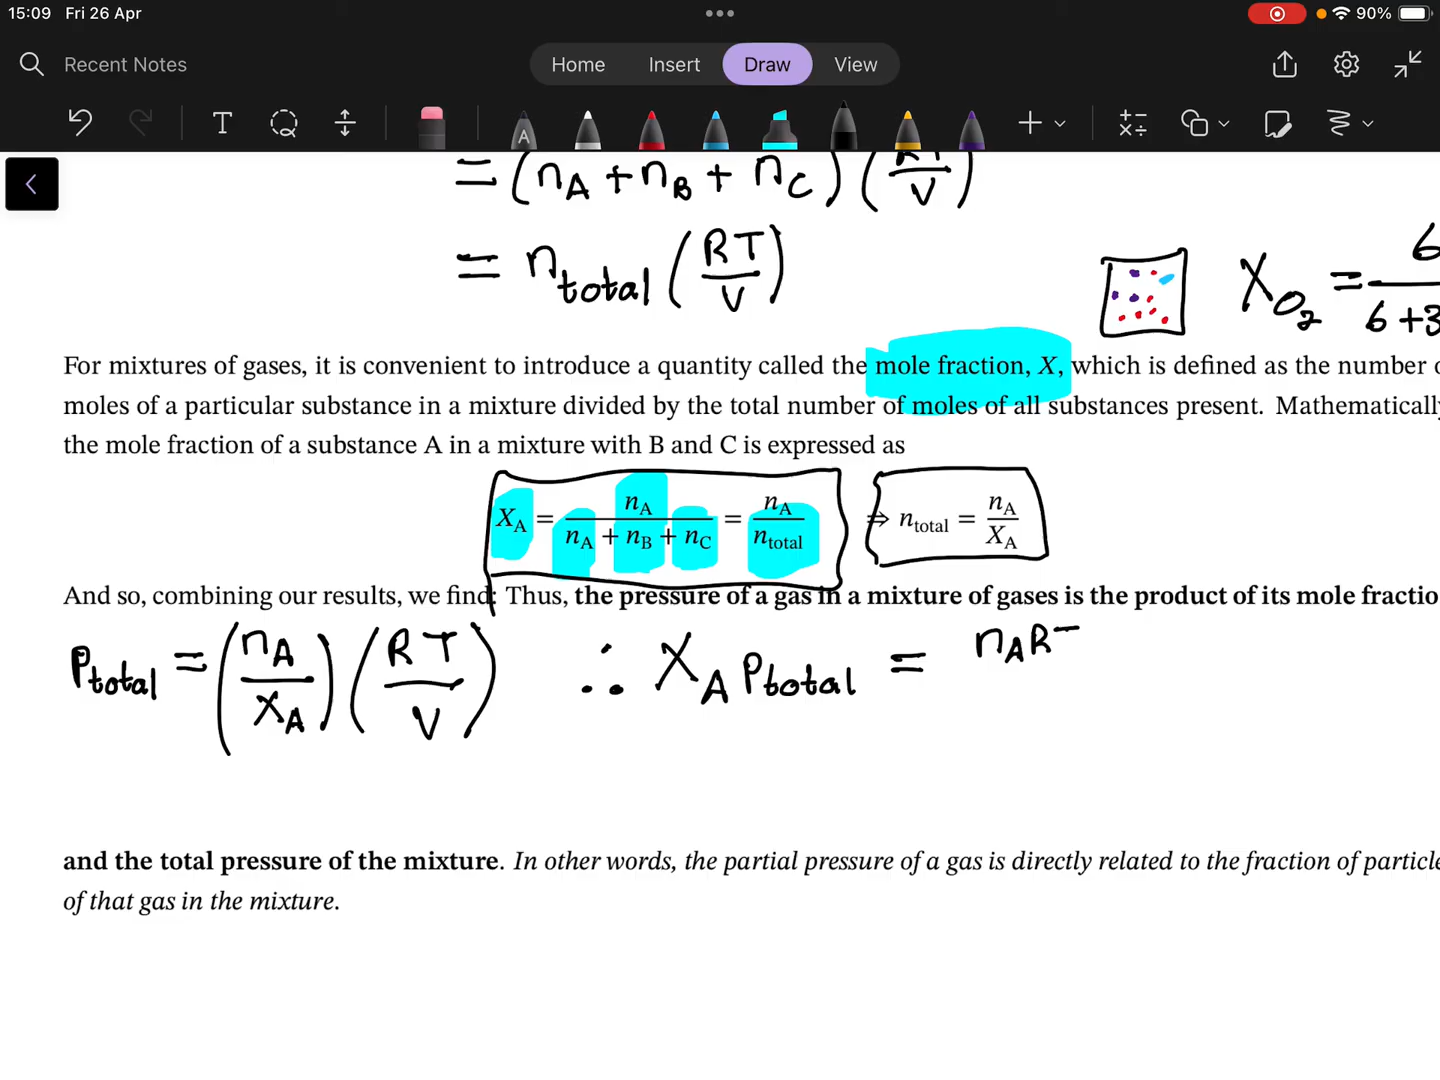 15:09 Fri 26 Apr 90%
Recent Notes Home Insert Draw View
T A
= (nA + nB + nC) (RT/V)
= ntotal (RT/V)
XO2 = 6/6+3
For mixtures of gases, it is convenient to introduce a quantity called the mole fraction, X, which is defined as the number
moles of a particular substance in a mixture divided by the total number of moles of all substances present. Mathematically
the mole fraction of a substance A in a mixture with B and C is expressed as
XA = nA/nA + nB + nC = nA/ntotal ⇒ ntotal = nA/XA
And so, combining our results, we find: Thus, the pressure of a gas in a mixture of gases is the product of its mole fractio
Ptotal = (nA/XA) (RT/V) ∴ XA Ptotal = nART
and the total pressure of the mixture. In other words, the partial pressure of a gas is directly related to the fraction of particle
of that gas in the mixture.